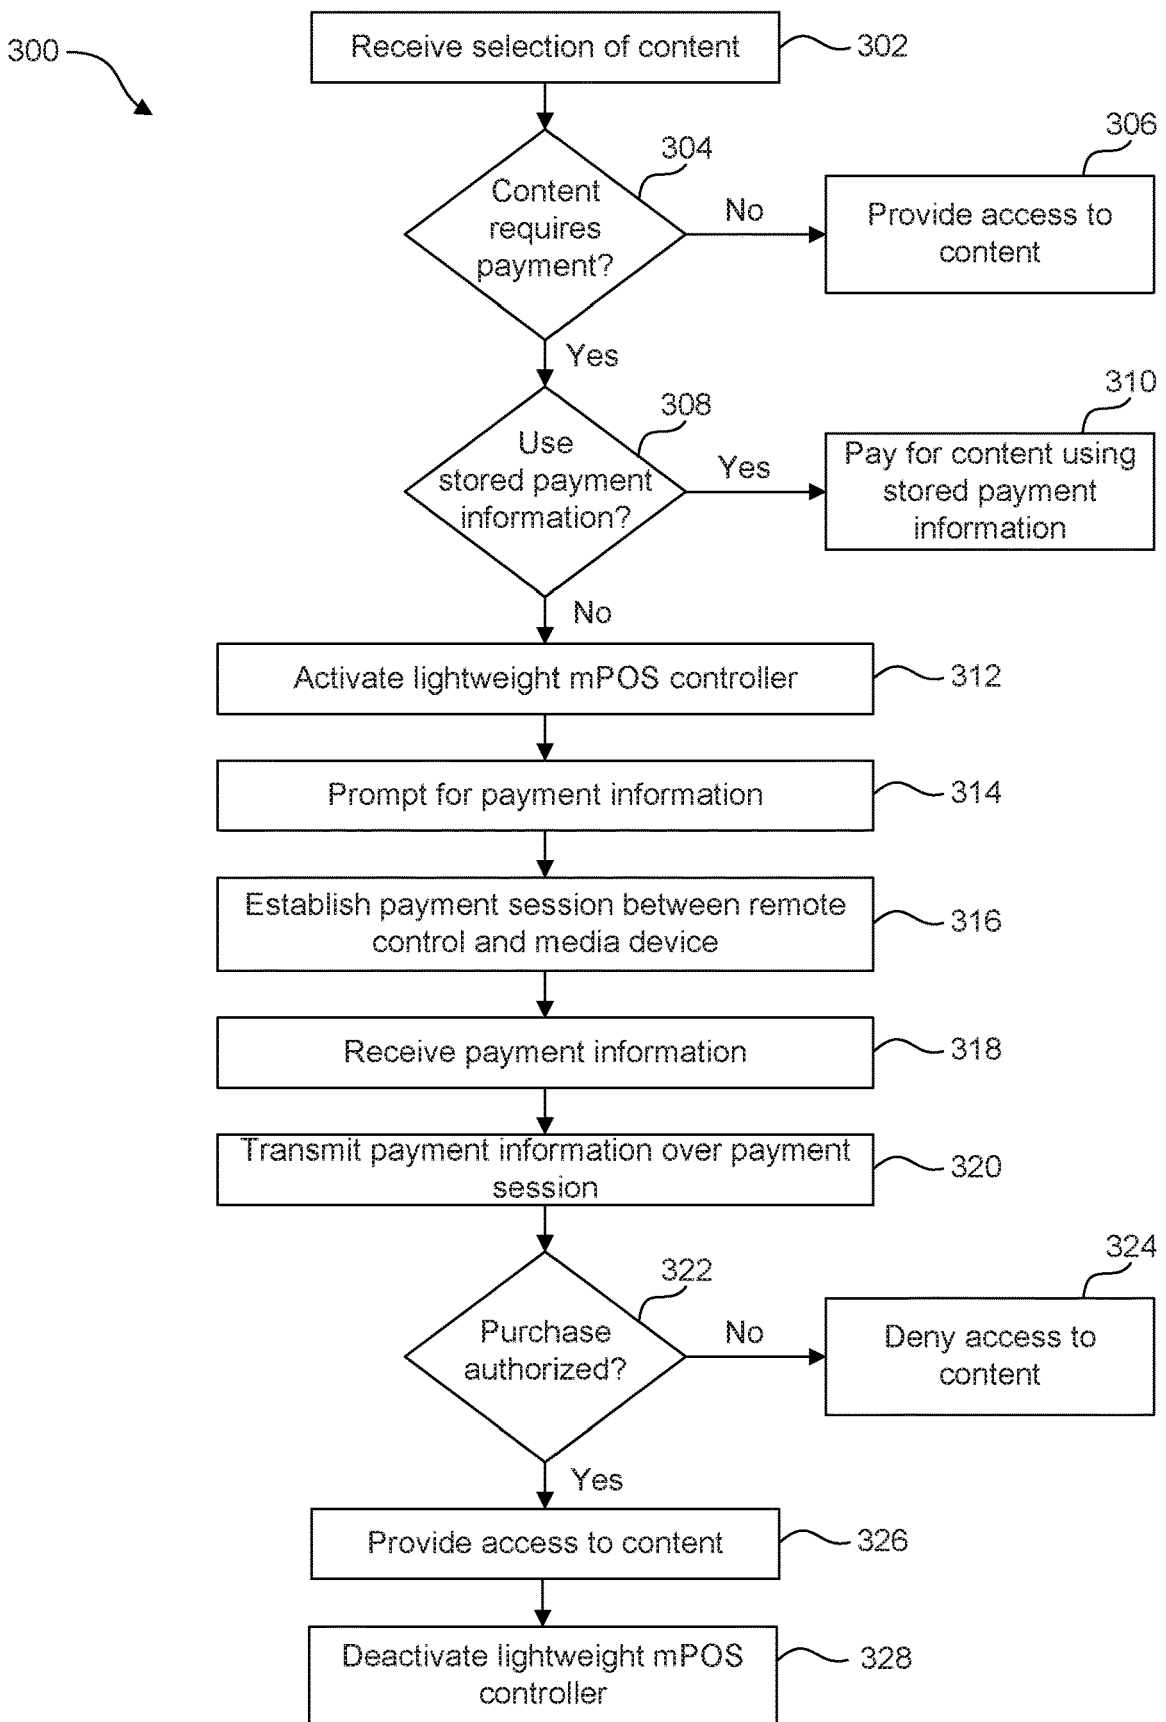 300
Receive selection of content
302
304
Content
requires
payment?
No
306
Provide access to
content
Yes
308
Use
stored payment
information?
Yes
310
Pay for content using
stored payment
information
No
Activate lightweight mPOS controller
312
Prompt for payment information
314
Establish payment session between remote
control and media device
316
Receive payment information
318
Transmit payment information over payment
session
320
322
Purchase
authorized?
No
324
Deny access to
content
Yes
Provide access to content
326
Deactivate lightweight mPOS
controller
328